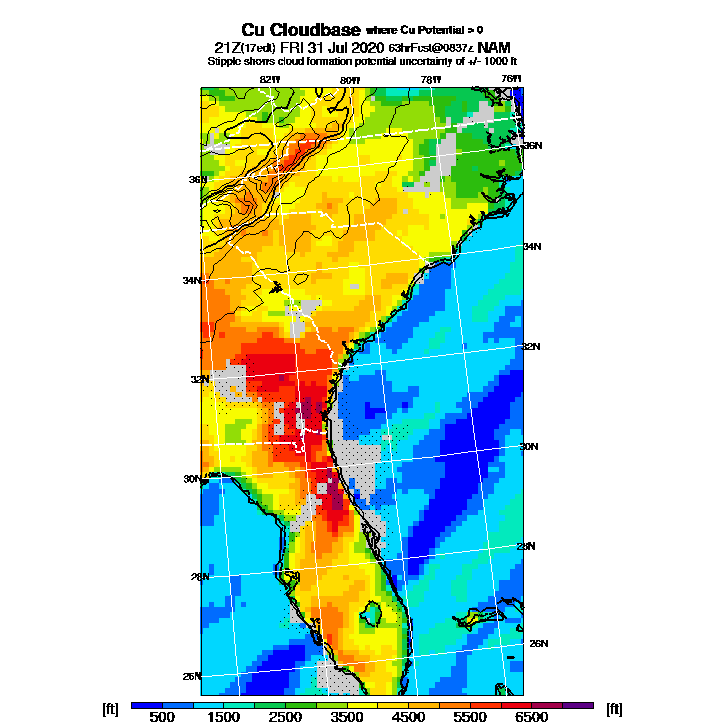 Cu Cloudbase where Cu Potential > 0
21Z(17edt) FRI 31 Jul 2020 63hrFcst@0837z NAM
Stipple shows cloud formation potential uncertainty of +/- 1000 ft
82W 80W 78W 76W
36N
36N
34N
34N
32N
32N
30N
30N
28N
28N
26N
26N
[ft] 500 1500 2500 3500 4500 5500 6500 [ft]